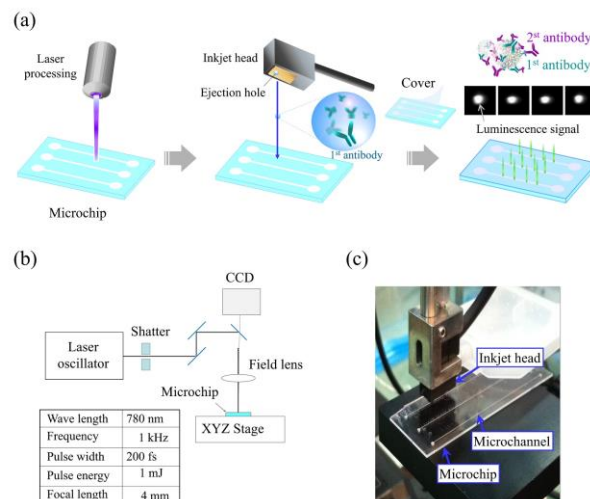 (a)
Laser
processing
Microchip
Inkjet head
Ejection hole
1st antibody
Cover
2st antibody
1st antibody
Luminescence signal
(b)
CCD
Shatter
Laser
oscillator
Field lens
Microchip
XYZ Stage
Wave length 780 nm
Frequency 1 kHz
Pulse width 200 fs
Pulse energy 1 mJ
Focal length 4 mm
(c)
Inkjet head
Microchannel
Microchip